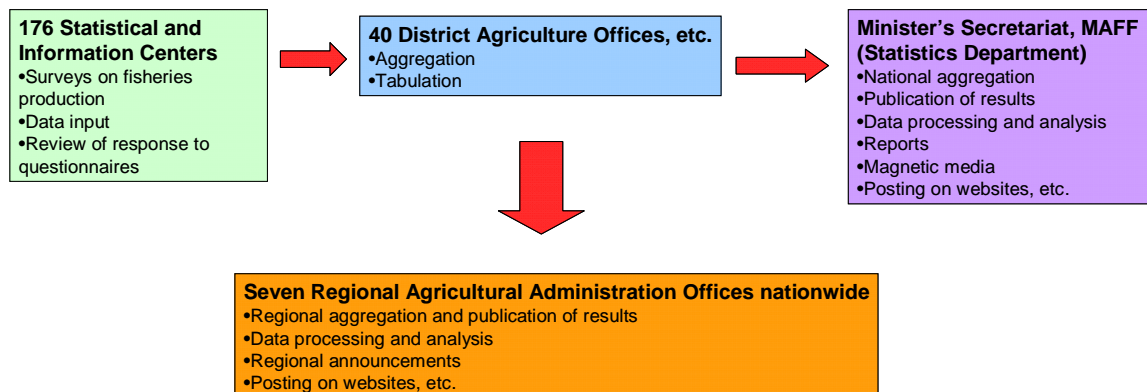 176 Statistical and
Information Centers
•Surveys on fisheries
production
•Data input
•Review of response to
questionnaires
40 District Agriculture Offices, etc.
•Aggregation
•Tabulation
Minister’s Secretariat, MAFF
(Statistics Department)
•National aggregation
•Publication of results
•Data processing and analysis
•Reports
•Magnetic media
•Posting on websites, etc.
Seven Regional Agricultural Administration Offices nationwide
•Regional aggregation and publication of results
•Data processing and analysis
•Regional announcements
•Posting on websites, etc.